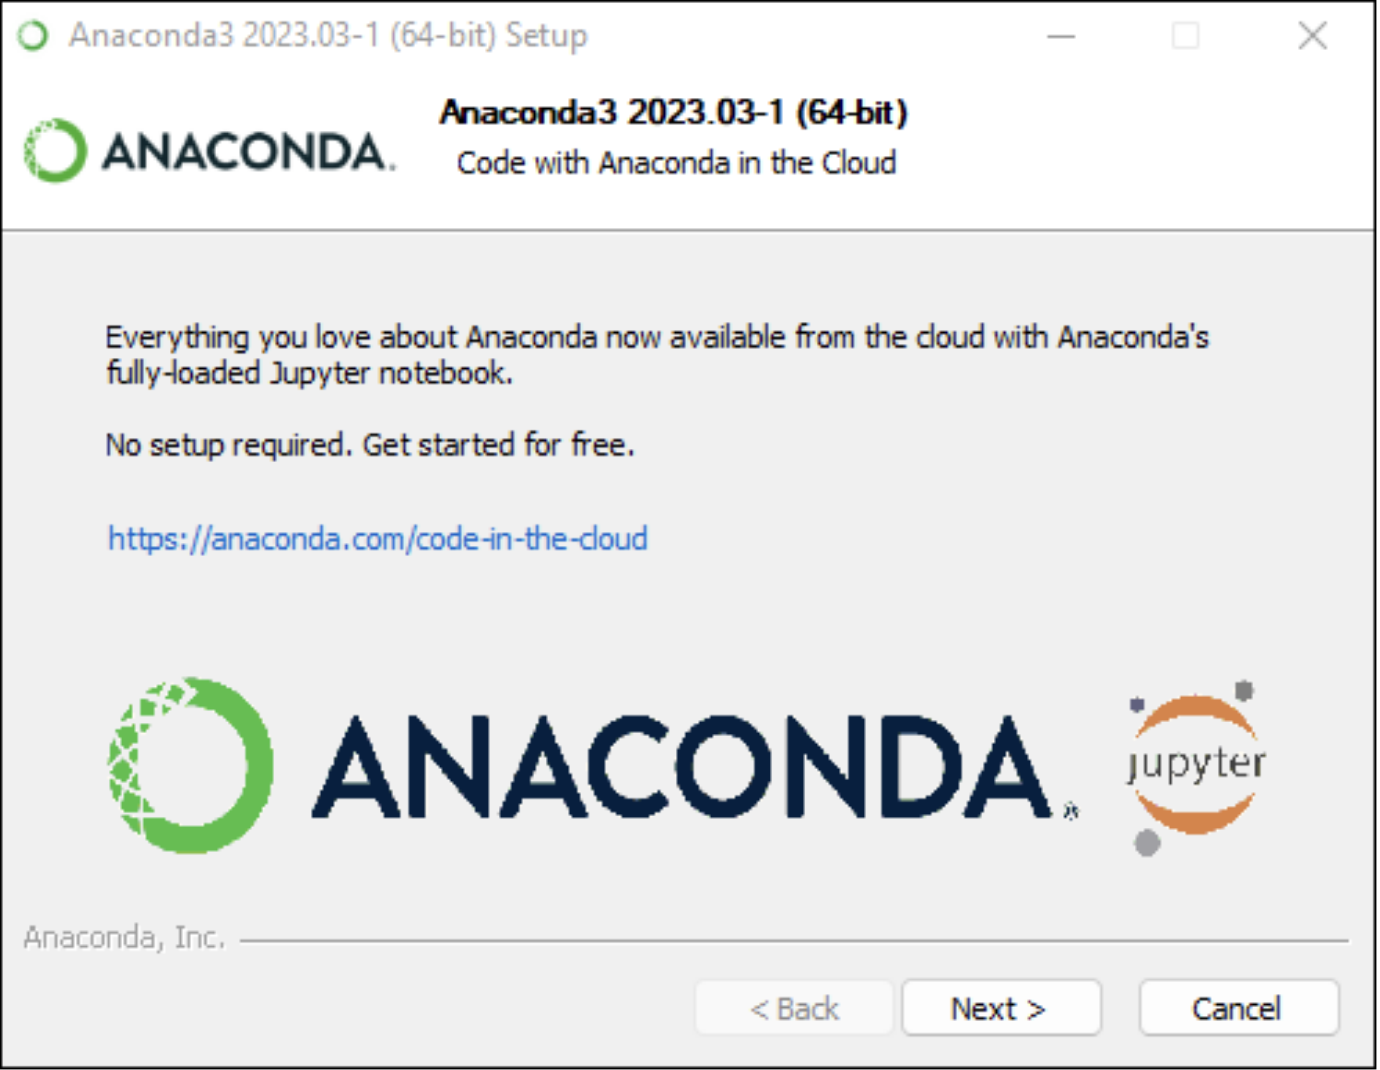 Anaconda3 2023.03-1 (64-bit) Setup
ANACONDA.
Anaconda3 2023.03-1 (64-bit)
Code with Anaconda in the Cloud
Everything you love about Anaconda now available from the cloud with Anaconda's
fully-loaded Jupyter notebook.
No setup required. Get started for free.
https://anaconda.com/code-in-the-cloud
ANACONDA.®
jupyter
Anaconda, Inc.
< Back
Next >
Cancel